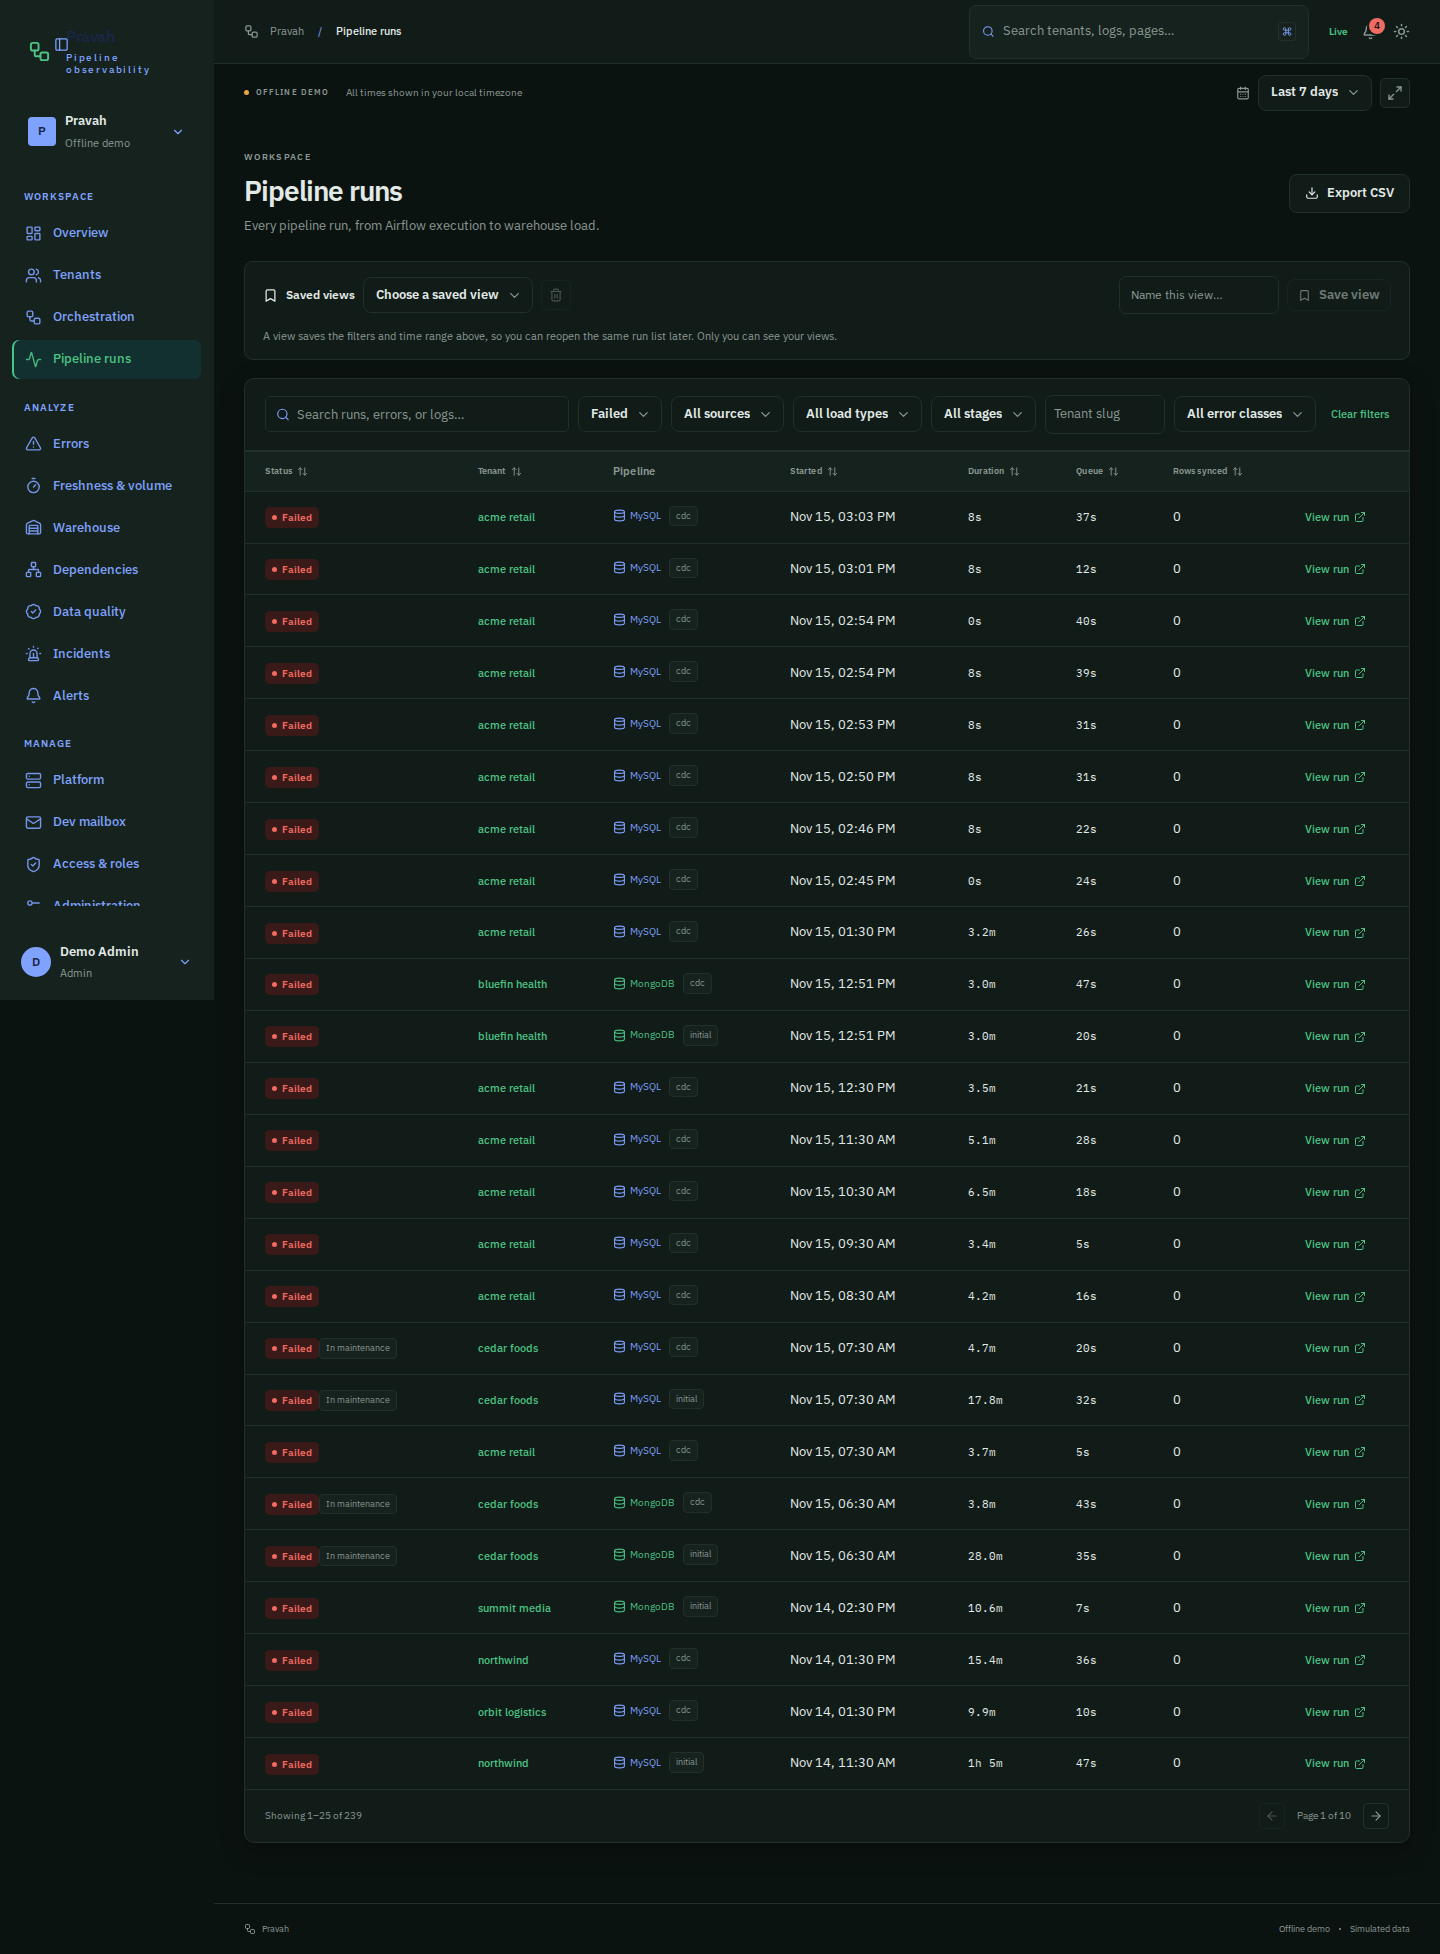 Pravah
Pipeline
observability
P
Pravah
Offline demo
WORKSPACE
Overview
Tenants
Orchestration
Pipeline runs
ANALYZE
Errors
Freshness & volume
Warehouse
Dependencies
Data quality
Incidents
Alerts
MANAGE
Platform
Dev mailbox
Access & roles
Administration
D
Demo Admin
Admin
Pravah / Pipeline runs
Search tenants, logs, pages...
⌘
Live
4
OFFLINE DEMO All times shown in your local timezone
Last 7 days
WORKSPACE
Pipeline runs
Every pipeline run, from Airflow execution to warehouse load.
Export CSV
Saved views Choose a saved view Name this view... Save view
A view saves the filters and time range above, so you can reopen the same run list later. Only you can see your views.
Search runs, errors, or logs... Failed All sources All load types All stages Tenant slug All error classes Clear filters
Status Tenant Pipeline Started Duration Queue Rows synced
Failed acme retail MySQL cdc Nov 15, 03:03 PM 8s 37s 0 View run
Failed acme retail MySQL cdc Nov 15, 03:01 PM 8s 12s 0 View run
Failed acme retail MySQL cdc Nov 15, 02:54 PM 0s 40s 0 View run
Failed acme retail MySQL cdc Nov 15, 02:54 PM 8s 39s 0 View run
Failed acme retail MySQL cdc Nov 15, 02:53 PM 8s 31s 0 View run
Failed acme retail MySQL cdc Nov 15, 02:50 PM 8s 31s 0 View run
Failed acme retail MySQL cdc Nov 15, 02:46 PM 8s 22s 0 View run
Failed acme retail MySQL cdc Nov 15, 02:45 PM 0s 24s 0 View run
Failed acme retail MySQL cdc Nov 15, 01:30 PM 3.2m 26s 0 View run
Failed bluefin health MongoDB cdc Nov 15, 12:51 PM 3.0m 47s 0 View run
Failed bluefin health MongoDB initial Nov 15, 12:51 PM 3.0m 20s 0 View run
Failed acme retail MySQL cdc Nov 15, 12:30 PM 3.5m 21s 0 View run
Failed acme retail MySQL cdc Nov 15, 11:30 AM 5.1m 28s 0 View run
Failed acme retail MySQL cdc Nov 15, 10:30 AM 6.5m 18s 0 View run
Failed acme retail MySQL cdc Nov 15, 09:30 AM 3.4m 5s 0 View run
Failed acme retail MySQL cdc Nov 15, 08:30 AM 4.2m 16s 0 View run
Failed In maintenance cedar foods MySQL cdc Nov 15, 07:30 AM 4.7m 20s 0 View run
Failed In maintenance cedar foods MySQL initial Nov 15, 07:30 AM 17.8m 32s 0 View run
Failed acme retail MySQL cdc Nov 15, 07:30 AM 3.7m 5s 0 View run
Failed In maintenance cedar foods MongoDB cdc Nov 15, 06:30 AM 3.8m 43s 0 View run
Failed In maintenance cedar foods MongoDB initial Nov 15, 06:30 AM 28.0m 35s 0 View run
Failed summit media MongoDB initial Nov 14, 02:30 PM 10.6m 7s 0 View run
Failed northwind MySQL cdc Nov 14, 01:30 PM 15.4m 36s 0 View run
Failed orbit logistics MySQL cdc Nov 14, 01:30 PM 9.9m 10s 0 View run
Failed northwind MySQL initial Nov 14, 11:30 AM 1h 5m 47s 0 View run
Showing 1–25 of 239 Page 1 of 10
Pravah Offline demo • Simulated data